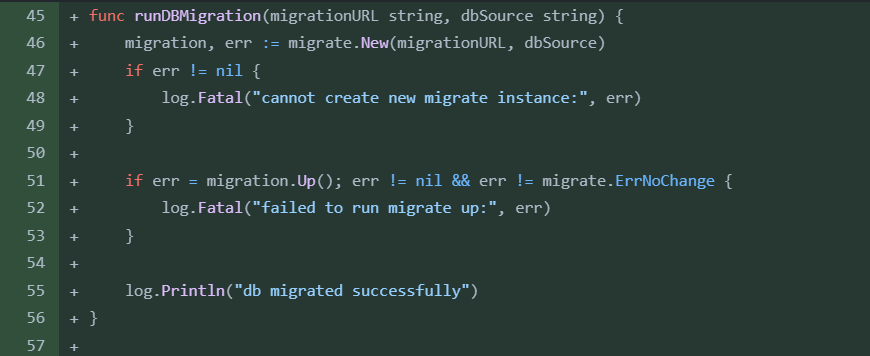 45 + func runDBMigration(migrationURL string, dbSource string) {
46 +     migration, err := migrate.New(migrationURL, dbSource)
47 +     if err != nil {
48 +         log.Fatal("cannot create new migrate instance:", err)
49 +     }
50 +
51 +     if err = migration.Up(); err != nil && err != migrate.ErrNoChange {
52 +         log.Fatal("failed to run migrate up:", err)
53 +     }
54 +
55 +     log.Println("db migrated successfully")
56 + }
57 +